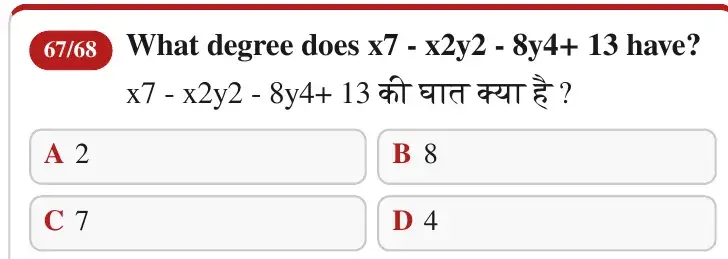 67/68 What degree does x7 - x2y2 - 8y4+ 13 have?
x7 - x2y2 - 8y4+ 13 की घात क्या है ?
A 2
B 8
C 7
D 4